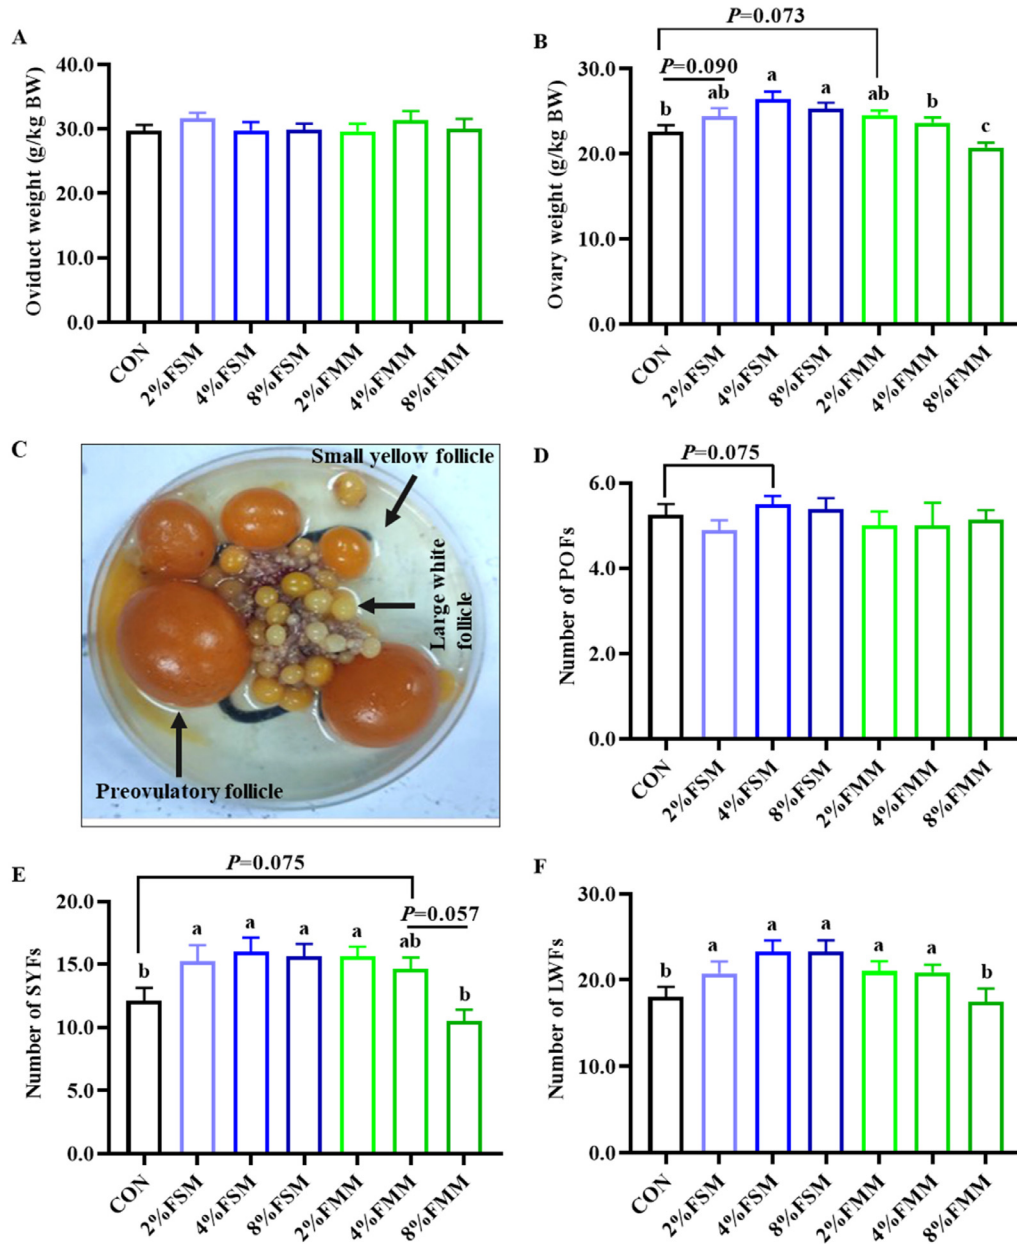 A
Oviduct weight (g/kg BW)
40.0
30.0
20.0
10.0
0.0
CON
2%FSM
4%FSM
8%FSM
2%FMM
4%FMM
8%FMM
B
P=0.073
P=0.090
Ovary weight (g/kg BW)
30.0
20.0
10.0
0.0
b
ab
a
a
ab
b
c
CON
2%FSM
4%FSM
8%FSM
2%FMM
4%FMM
8%FMM
C
Small yellow follicle
Large white
follicle
Preovulatory follicle
D
P=0.075
Number of POFs
6.0
4.0
2.0
0.0
CON
2%FSM
4%FSM
8%FSM
2%FMM
4%FMM
8%FMM
E
P=0.075
P=0.057
Number of SYFs
20.0
15.0
10.0
5.0
0.0
b
a
a
a
a
ab
b
CON
2%FSM
4%FSM
8%FSM
2%FMM
4%FMM
8%FMM
F
Number of LWFs
30.0
20.0
10.0
0.0
b
a
a
a
a
a
b
CON
2%FSM
4%FSM
8%FSM
2%FMM
4%FMM
8%FMM